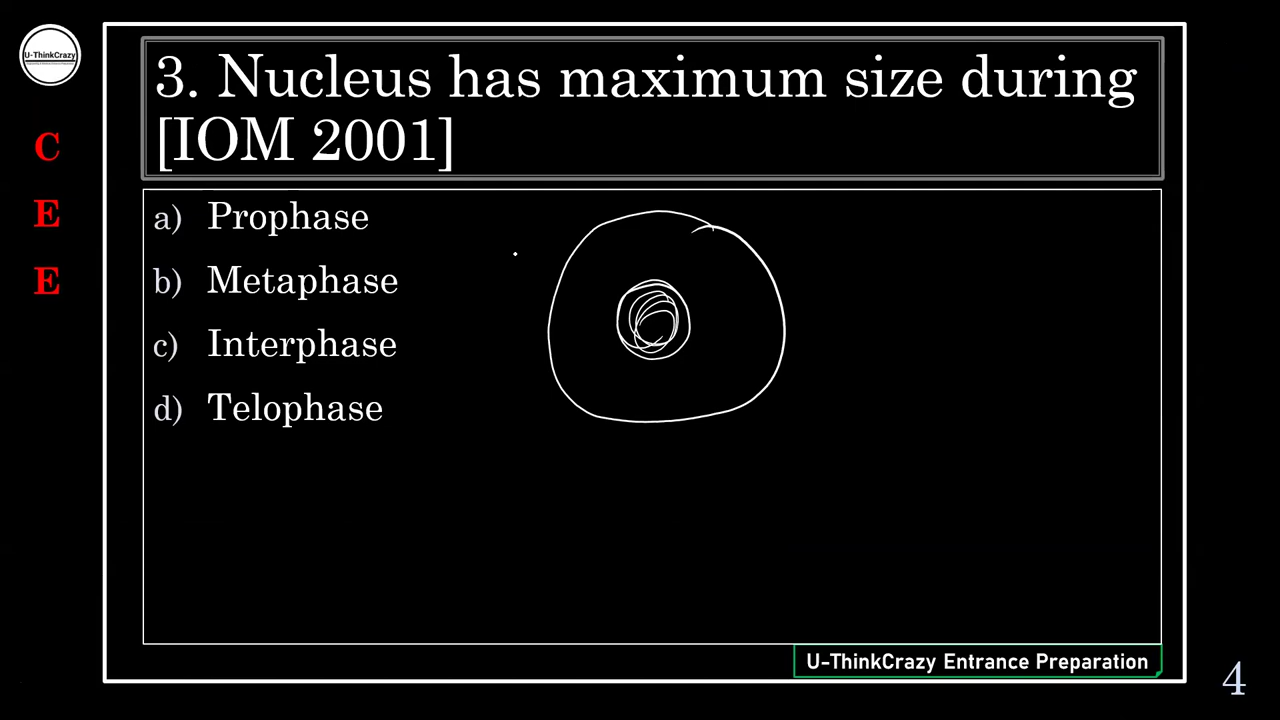 U-ThinkCrazy
C
E
E
3. Nucleus has maximum size during
[IOM 2001]
a) Prophase
b) Metaphase
c) Interphase
d) Telophase
U-ThinkCrazy Entrance Preparation
4